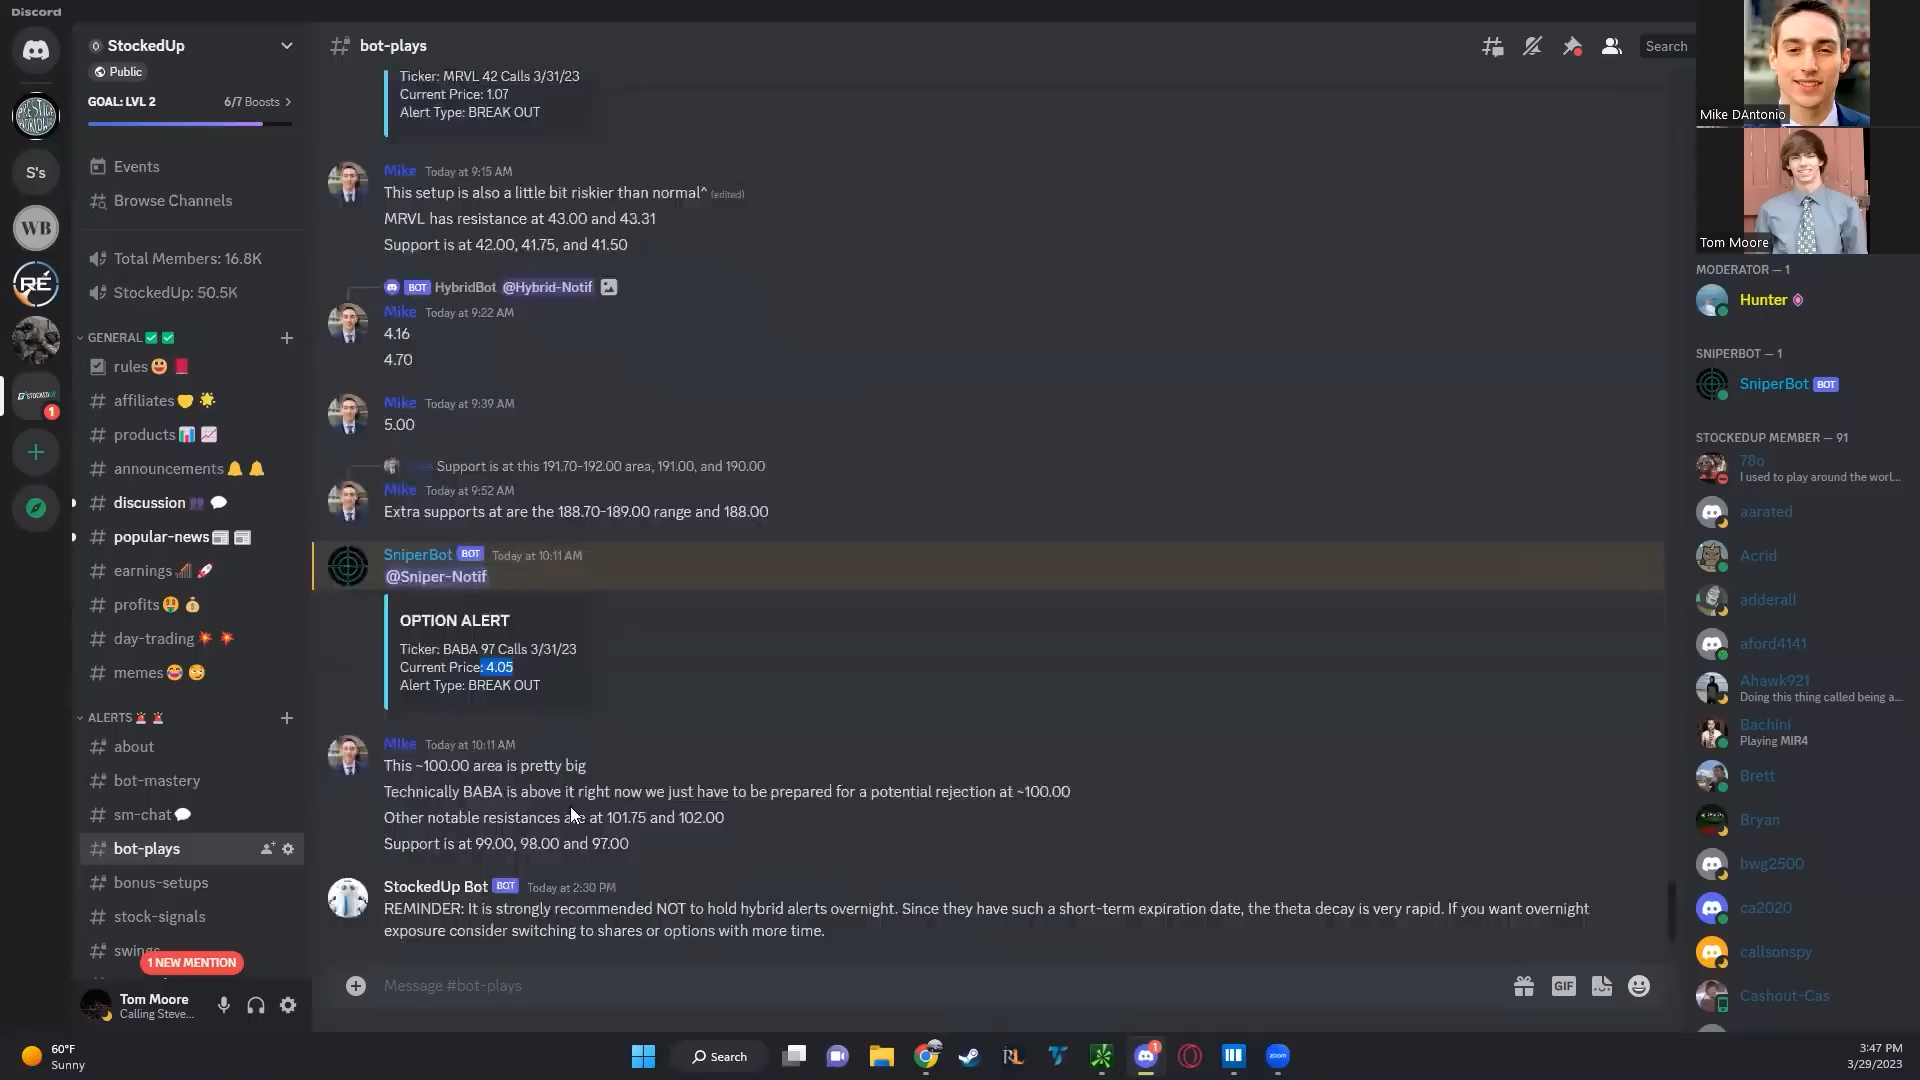 Discord
StockedUp
Public
GOAL: LVL 2
6/7 Boosts
Events
Browse Channels
Total Members: 16.8K
StockedUp: 50.5K
GENERAL
rules
affiliates
products
announcements
discussion
popular-news
earnings
profits
day-trading
memes
ALERTS
about
bot-mastery
sm-chat
bot-plays
bonus-setups
stock-signals
swings
1 NEW MENTION
Tom Moore
Calling Steve...
S's
WB
RE
STOCKEDUP
1
bot-plays
Search
Ticker: MRVL 42 Calls 3/31/23
Current Price: 1.07
Alert Type: BREAK OUT
Mike Today at 9:15 AM
This setup is also a little bit riskier than normal^ (edited)
MRVL has resistance at 43.00 and 43.31
Support is at 42.00, 41.75, and 41.50
BOT HybridBot @Hybrid-Notif
Mike Today at 9:22 AM
4.16
4.70
Mike Today at 9:39 AM
5.00
Support is at this 191.70-192.00 area, 191.00, and 190.00
Mike Today at 9:52 AM
Extra supports at are the 188.70-189.00 range and 188.00
SniperBot BOT Today at 10:11 AM
@Sniper-Notif
OPTION ALERT
Ticker: BABA 97 Calls 3/31/23
Current Price: 4.05
Alert Type: BREAK OUT
Mike Today at 10:11 AM
This ~100.00 area is pretty big
Technically BABA is above it right now we just have to be prepared for a potential rejection at ~100.00
Other notable resistances are at 101.75 and 102.00
Support is at 99.00, 98.00 and 97.00
StockedUp Bot BOT Today at 2:30 PM
REMINDER: It is strongly recommended NOT to hold hybrid alerts overnight. Since they have such a short-term expiration date, the theta decay is very rapid. If you want overnight
exposure consider switching to shares or options with more time.
Message #bot-plays
GIF
Mike DAntonio
Tom Moore
MODERATOR — 1
Hunter
SNIPERBOT — 1
SniperBot BOT
STOCKEDUP MEMBER — 91
78o
I used to play around the worl...
aarated
Acrid
adderall
aford4141
Ahawk921
Doing this thing called being a...
Bachini
Playing MIR4
Brett
Bryan
bwg2500
ca2020
callsonspy
Cashout-Cas
60°F
Sunny
Search
RL
1
zoom
3:47 PM
3/29/2023